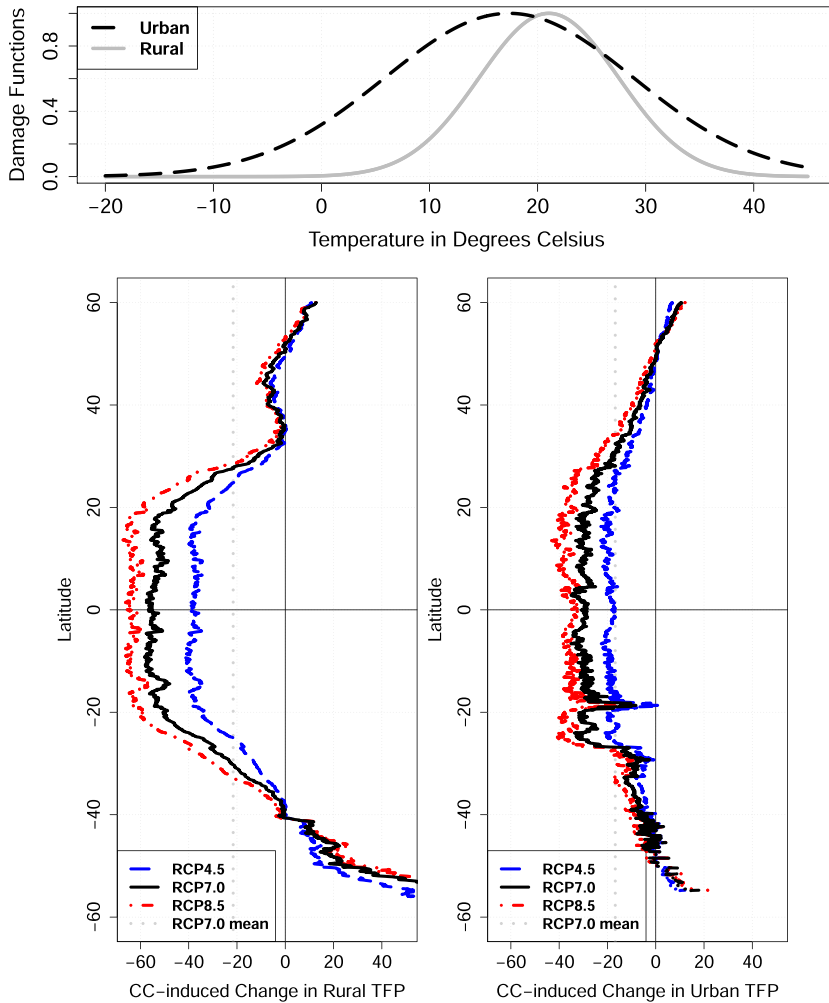 Damage Functions
0.0 0.4 0.8
Urban
Rural
−20 −10 0 10 20 30 40
Temperature in Degrees Celsius
Latitude
60
40
20
0
20
−40
−60
RCP4.5
RCP7.0
RCP8.5
RCP7.0 mean
−60 −40 −20 0 20 40
CC−induced Change in Rural TFP
Latitude
60
40
20
0
20
−40
−60
RCP4.5
RCP7.0
RCP8.5
RCP7.0 mean
60 −40 −20 0 20 40
CC−induced Change in Urban TFP